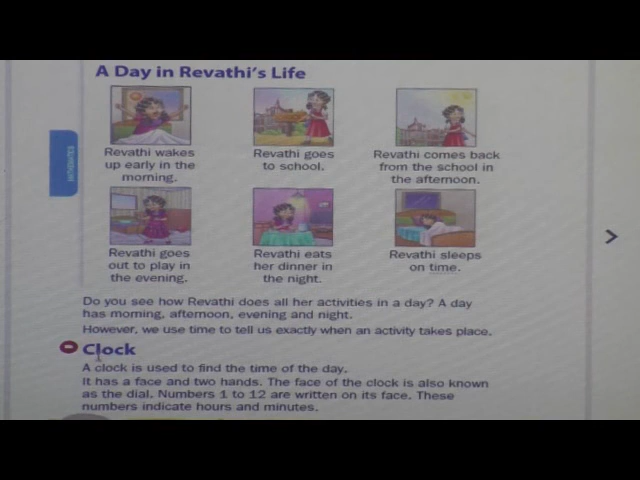 A Day in Revathi's Life
Revathi wakes
up early in the
morning.
Revathi goes
to school.
Revathi comes back
from the school in
the afternoon.
Revathi goes
out to play in
the evening.
Revathi eats
her dinner in
the night.
Revathi sleeps
on time.
Do you see how Revathi does all her activities in a day? A day
has morning, afternoon, evening and night.
However, we use time to tell us exactly when an activity takes place.
Clock
A clock is used to find the time of the day.
It has a face and two hands. The face of the clock is also known
as the dial. Numbers 1 to 12 are written on its face. These
numbers indicate hours and minutes.